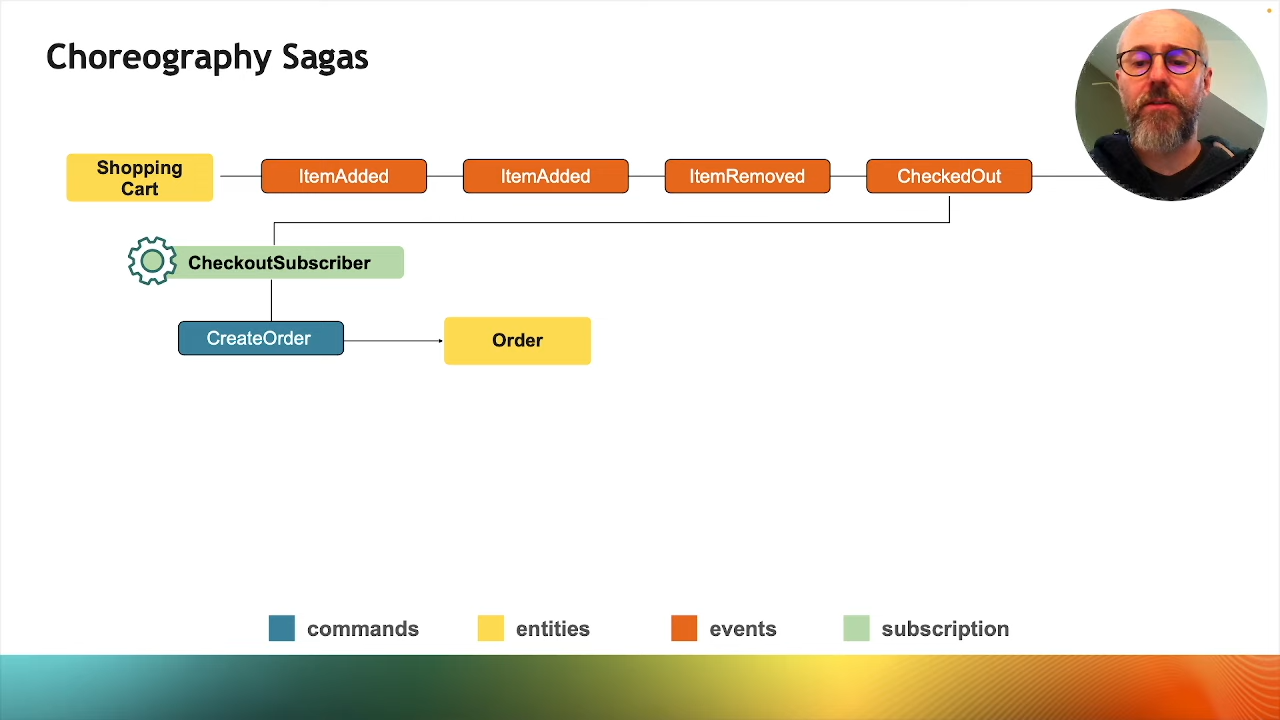 Choreography Sagas
Shopping
Cart
ItemAdded
ItemAdded
ItemRemoved
CheckedOut
CheckoutSubscriber
CreateOrder
Order
commands
entities
events
subscription